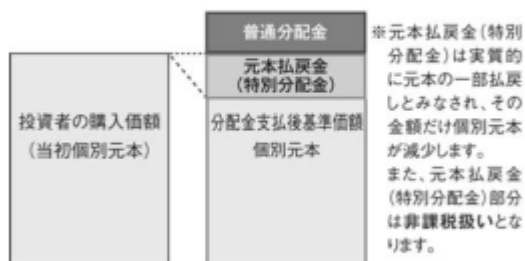 普通分配金
元本払戻金
(特別分配金)
投資者の購入価額
(当初個別元本)
分配金支払後基準価額
個別元本
※元本払戻金(特別
分配金)は実質的
に元本の一部払戻
しとみなされ、その
金額だけ個別元本
が減少します。
また、元本払戻金
(特別分配金)部分
は非課税扱いとな
ります。